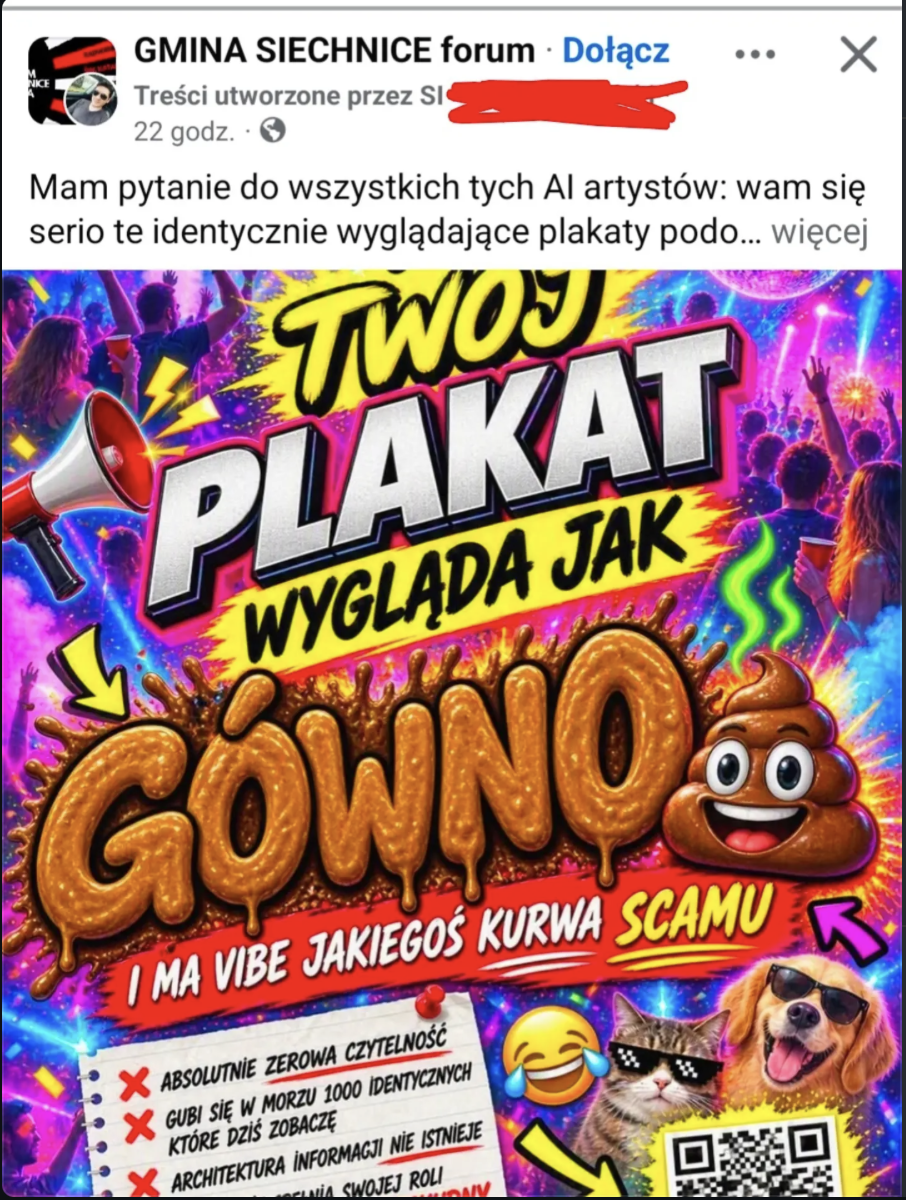 GMINA SIECHNICE forum · Dołącz
Treści utworzone przez SI
22 godz.
Mam pytanie do wszystkich tych AI artystów: wam się
serio te identycznie wyglądające plakaty podo... więcej
TWÓJ
PLAKAT
WYGLĄDA JAK
GÓWNO
I MA VIBE JAKIEGOŚ KURWA SCAMU
ABSOLUTNIE ZEROWA CZYTELNOŚĆ
GUBI SIĘ W MORZU 1000 IDENTYCZNYCH
KTÓRE DZIŚ ZOBACZĘ
ARCHITEKTURA INFORMACJI NIE ISTNIEJE
SWOJEJ ROLI